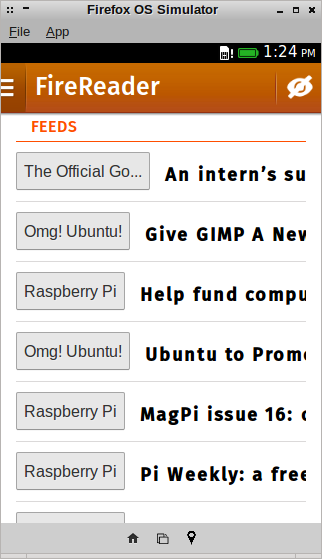 Firefox OS Simulator
File App
1:24 PM
FireReader
FEEDS
The Official Go... An intern's su
Omg! Ubuntu! Give GIMP A New
Raspberry Pi Help fund compu
Omg! Ubuntu! Ubuntu to Promo
Raspberry Pi MagPi issue 16: c
Raspberry Pi Pi Weekly: a free